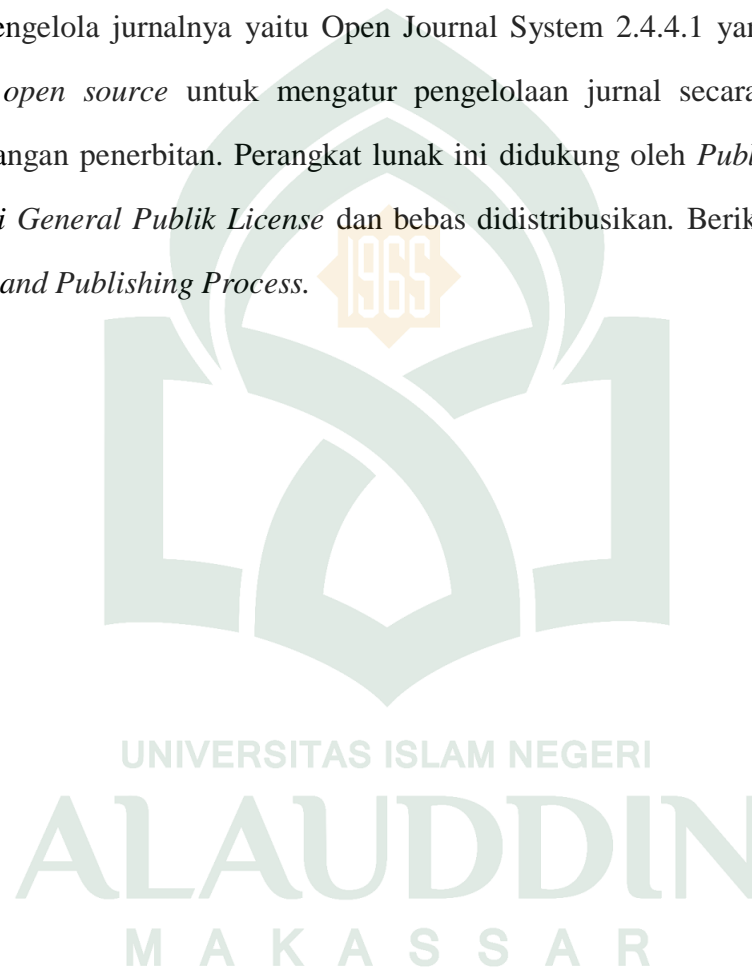 engelola jurnalnya yaitu Open Journal System 2.4.4.1 yan
open source untuk mengatur pengelolaan jurnal secara
angan penerbitan. Perangkat lunak ini didukung oleh Publ
i General Publik License dan bebas didistribusikan. Berik
and Publishing Process.
1965
UNIVERSITAS ISLAM NEGERI
ALAUDDIN
MAKASSAR